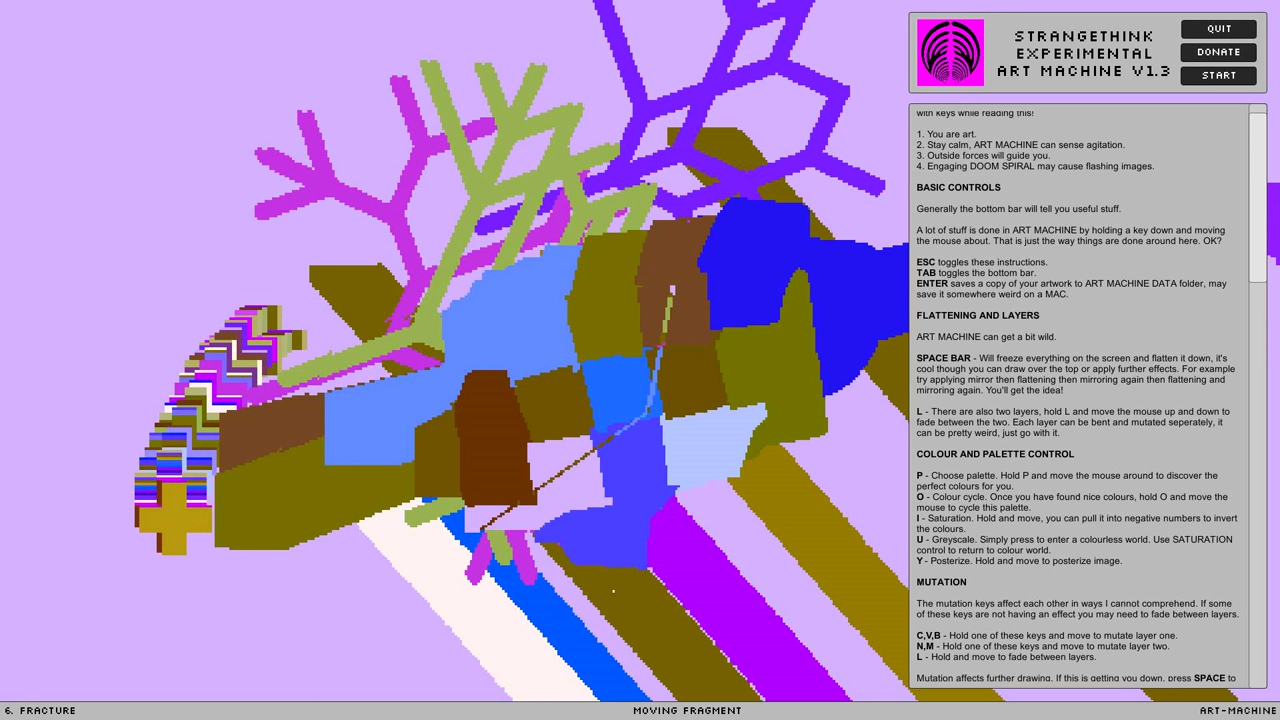 STRANGETHINK
EXPERIMENTAL
ART MACHINE V1.3
QUIT
DONATE
START
with keys while reading this!
1. You are art.
2. Stay calm, ART MACHINE can sense agitation.
3. Outside forces will guide you.
4. Engaging DOOM SPIRAL may cause flashing images.
BASIC CONTROLS
Generally the bottom bar will tell you useful stuff.
A lot of stuff is done in ART MACHINE by holding a key down and moving
the mouse about. That is just the way things are done around here. OK?
ESC toggles these instructions.
TAB toggles the bottom bar.
ENTER saves a copy of your artwork to ART MACHINE DATA folder, may
save it somewhere weird on a MAC.
FLATTENING AND LAYERS
ART MACHINE can get a bit wild.
SPACE BAR - Will freeze everything on the screen and flatten it down, it's
cool though you can draw over the top or apply further effects. For example
try applying mirror then flattening then mirroring again then flattening and
mirroring again. You'll get the idea!
L - There are also two layers, hold L and move the mouse up and down to
fade between the two. Each layer can be bent and mutated seperately, it
can be pretty weird, just go with it.
COLOUR AND PALETTE CONTROL
P - Choose palette. Hold P and move the mouse around to discover the
perfect colours for you.
O - Colour cycle. Once you have found nice colours, hold O and move the
mouse to cycle this palette.
I - Saturation. Hold and move, you can pull it into negative numbers to invert
the colours.
U - Greyscale. Simply press to enter a colourless world. Use SATURATION
control to return to colour world.
Y - Posterize. Hold and move to posterize image.
MUTATION
The mutation keys affect each other in ways I cannot comprehend. If some
of these keys are not having an effect you may need to fade between layers.
C,V,B - Hold one of these keys and move to mutate layer one.
N,M - Hold one of these keys and move to mutate layer two.
L - Hold and move to fade between layers.
Mutation affects further drawing. If this is getting you down, press SPACE to
6. FRACTURE
MOVING FRAGMENT
ART-MACHINE